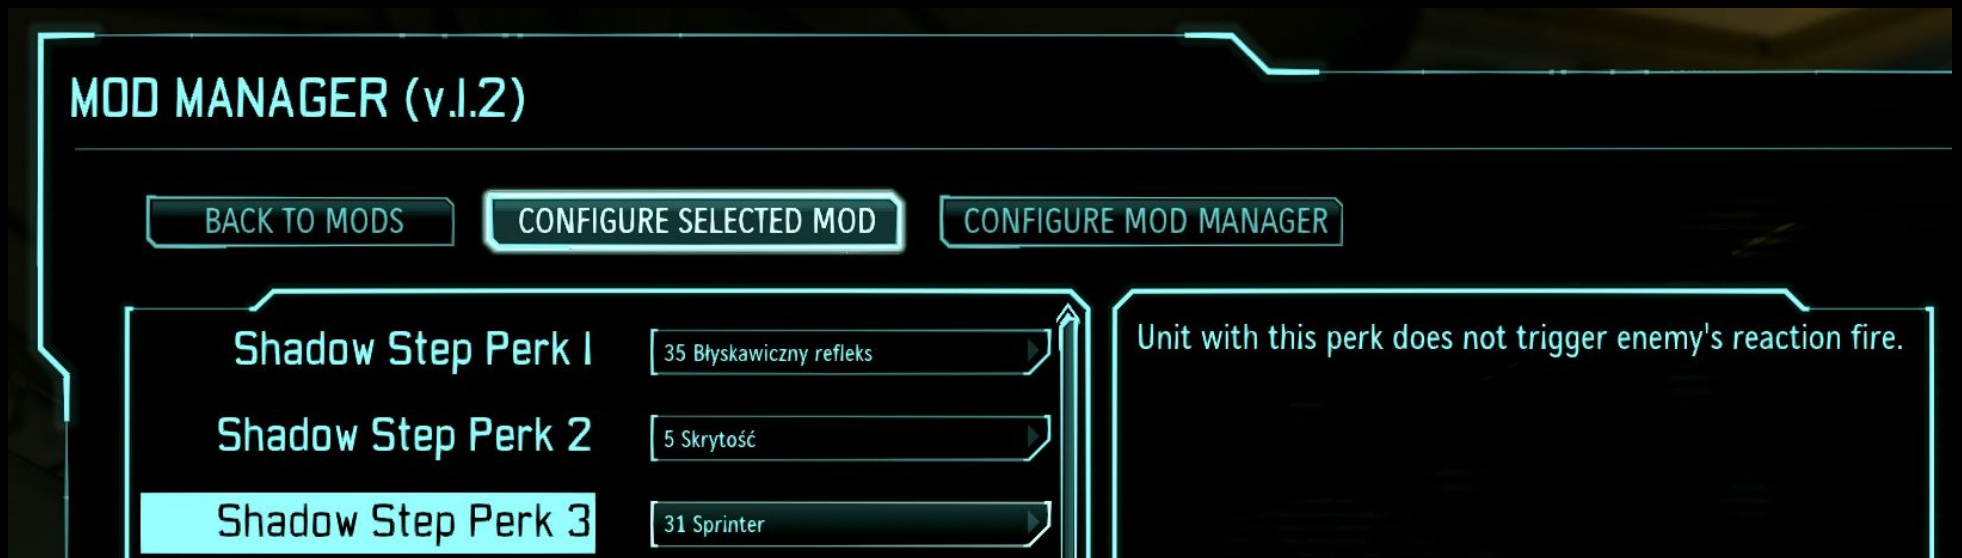 MOD MANAGER (v.1.2)
BACK TO MODS
CONFIGURE SELECTED MOD
CONFIGURE MOD MANAGER
Shadow Step Perk 1
35 Błyskawiczny refleks
Shadow Step Perk 2
5 Skrytość
Shadow Step Perk 3
31 Sprinter
Unit with this perk does not trigger enemy's reaction fire.